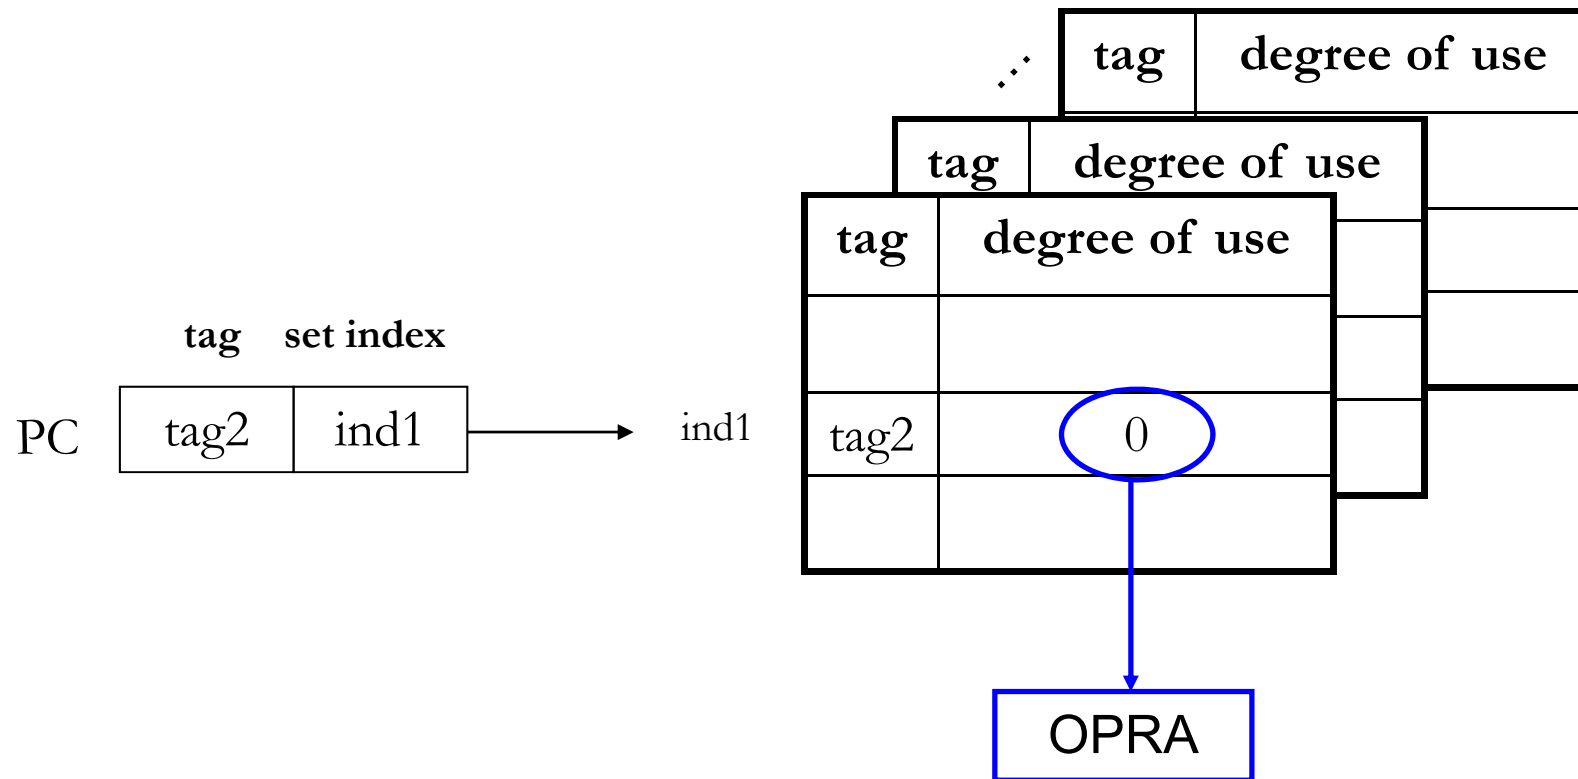 tag degree of use
tag degree of use
tag degree of use
tag set index
PC tag2 ind1 ind1 tag2 0
OPRA